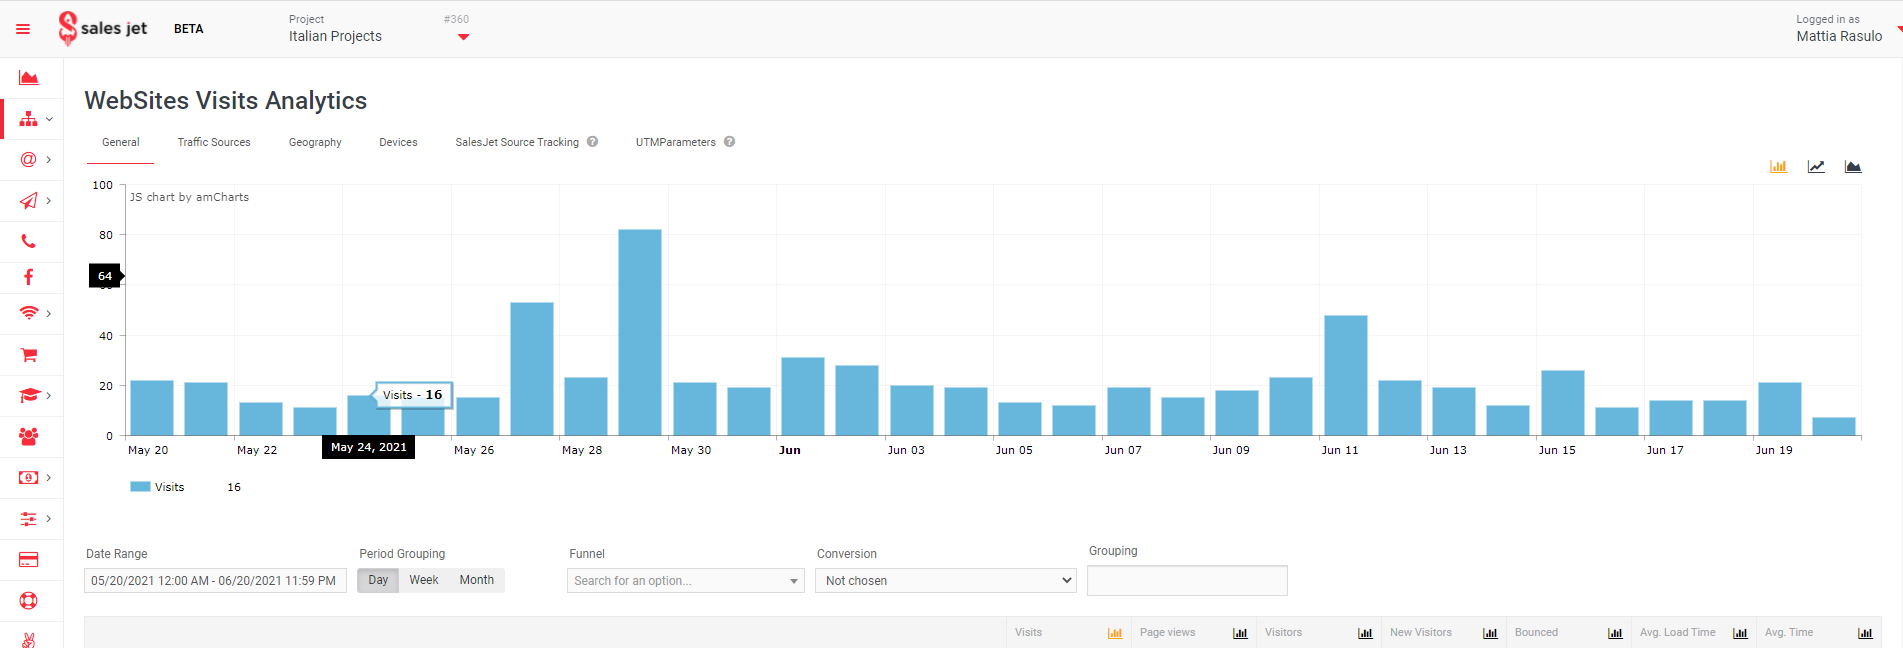 sales jet
BETA
Project
Italian Projects
#360
Logged in as
Mattia Rasulo
WebSites Visits Analytics
General
Traffic Sources
Geography
Devices
SalesJet Source Tracking ?
UTMParameters ?
JS chart by amCharts
100
80
64
40
20
0
Visits - 16
May 20
May 22
May 24, 2021
May 26
May 28
May 30
Jun
Jun 03
Jun 05
Jun 07
Jun 09
Jun 11
Jun 13
Jun 15
Jun 17
Jun 19
Visits 16
Date Range
Period Grouping
Funnel
Conversion
Grouping
05/20/2021 12:00 AM - 06/20/2021 11:59 PM
Day
Week
Month
Search for an option...
Not chosen
Visits
Page views
Visitors
New Visitors
Bounced
Avg. Load Time
Avg. Time